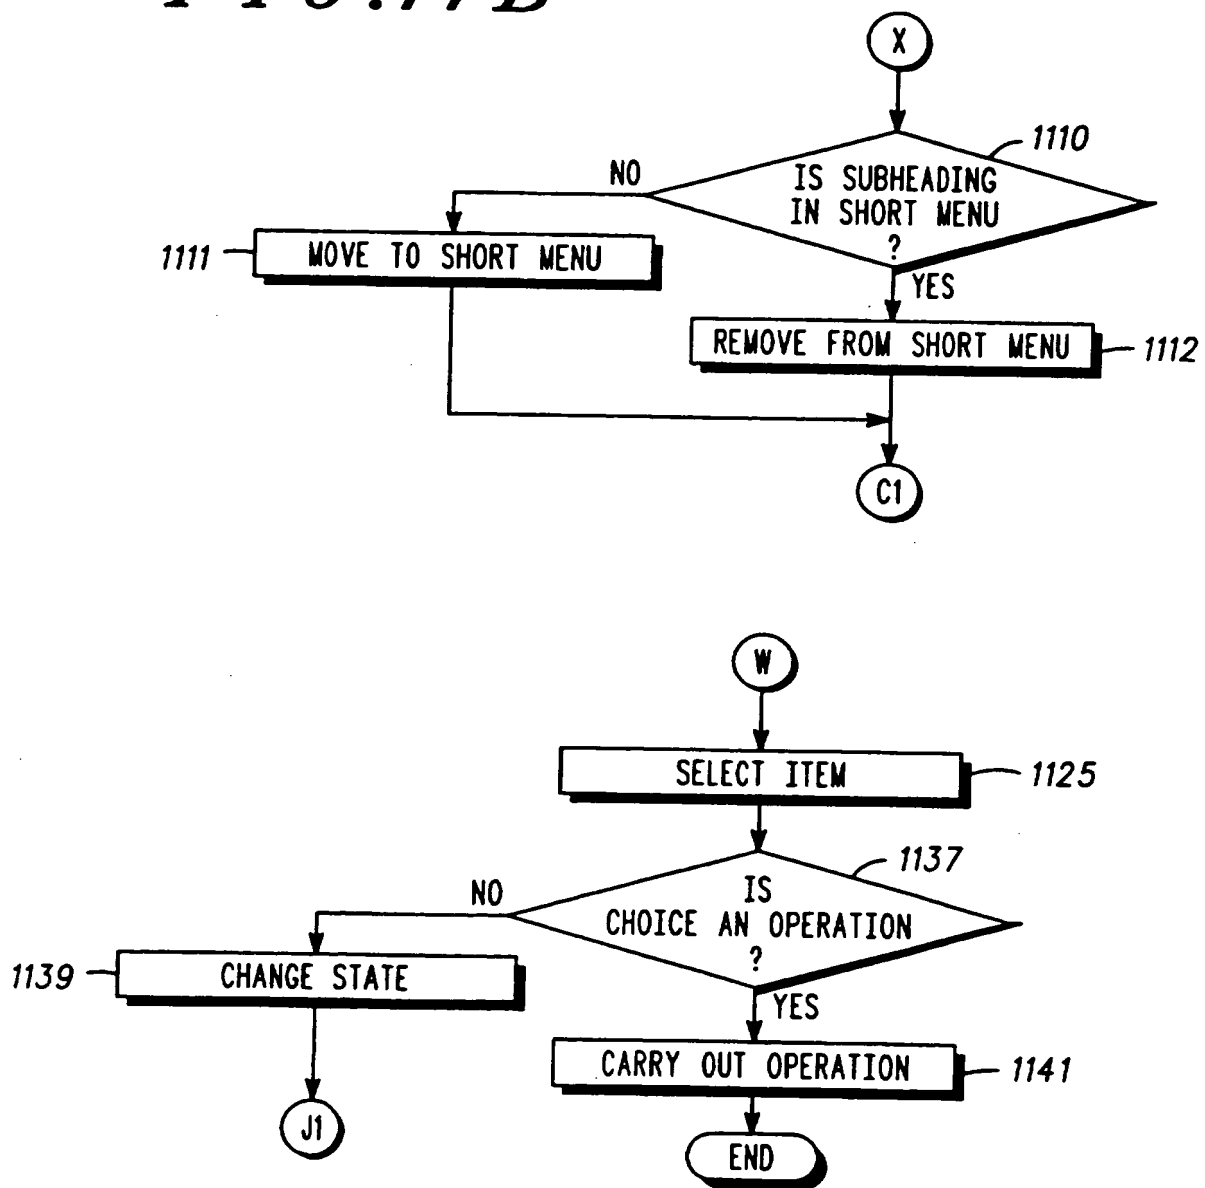 FIG.11B
X
1110
NO
IS SUBHEADING
IN SHORT MENU
?
1111
MOVE TO SHORT MENU
YES
REMOVE FROM SHORT MENU
1112
C1
W
SELECT ITEM
1125
1137
NO
IS
CHOICE AN OPERATION
?
1139
CHANGE STATE
YES
CARRY OUT OPERATION
1141
J1
END